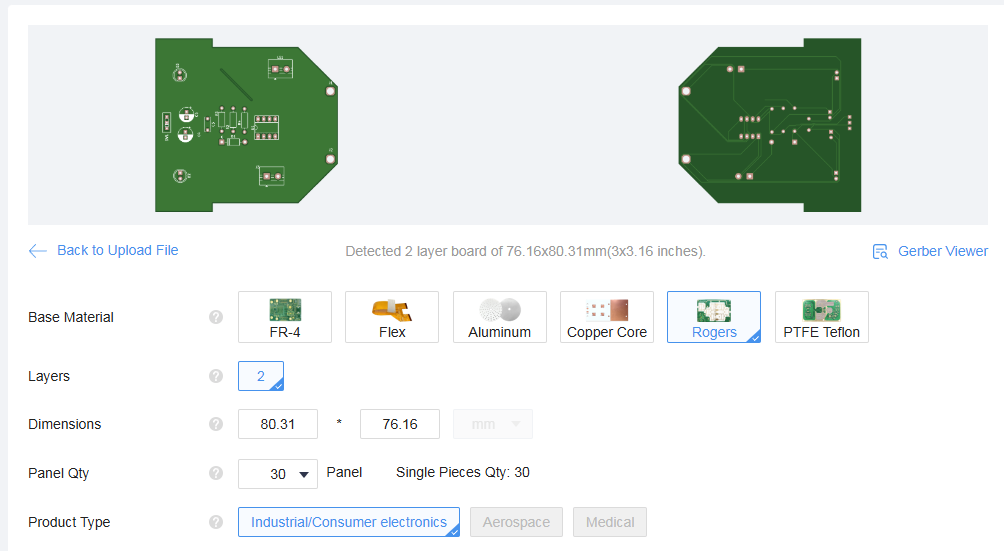 Back to Upload File
Detected 2 layer board of 76.16x80.31mm(3x3.16 inches).
Gerber Viewer
Base Material ?
FR-4
Flex
Aluminum
Copper Core
Rogers
PTFE Teflon
Layers ? 2
Dimensions ? 80.31 * 76.16 mm
Panel Qty ? 30 Panel Single Pieces Qty: 30
Product Type ? Industrial/Consumer electronics Aerospace Medical